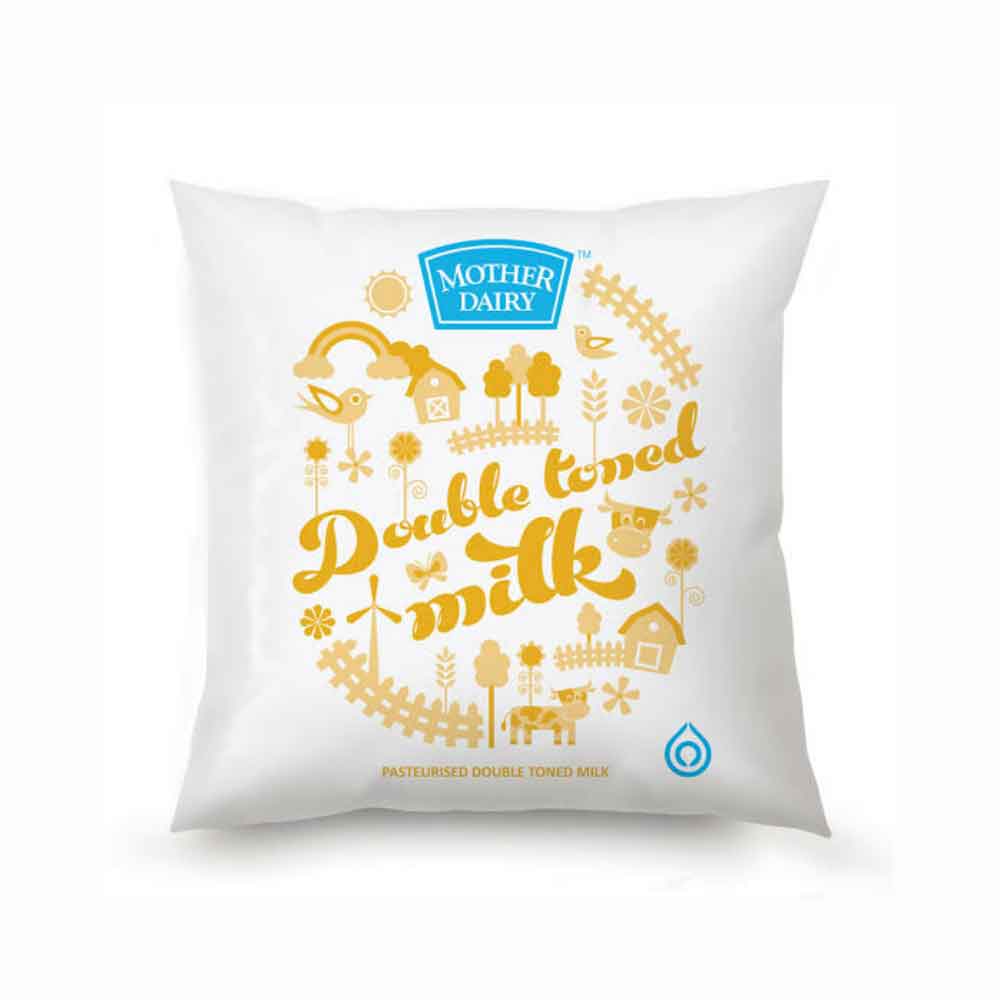 MOTHER
DAIRY
TM
Double toned
milk
PASTEURISED DOUBLE TONED MILK